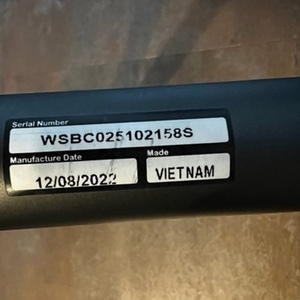 Serial Number
WSBC025102158S
Manufacture Date Made
12/08/2022 VIETNAM